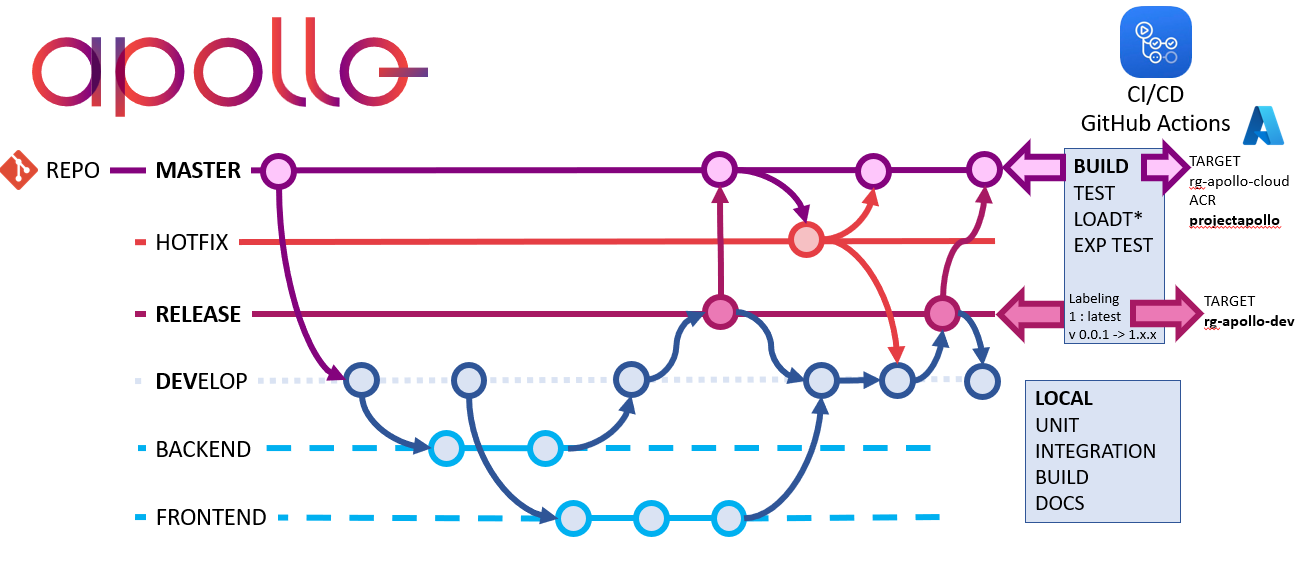 apollo
CI/CD
GitHub Actions
REPO
MASTER
BUILD
TEST
LOADT*
EXP TEST
TARGET
rg-apollo-cloud
ACR
projectapollo
HOTFIX
RELEASE
Labeling
1 : latest
v 0.0.1 -> 1.x.x
TARGET
rg-apollo-dev
DEVELOP
LOCAL
UNIT
INTEGRATION
BUILD
DOCS
BACKEND
FRONTEND